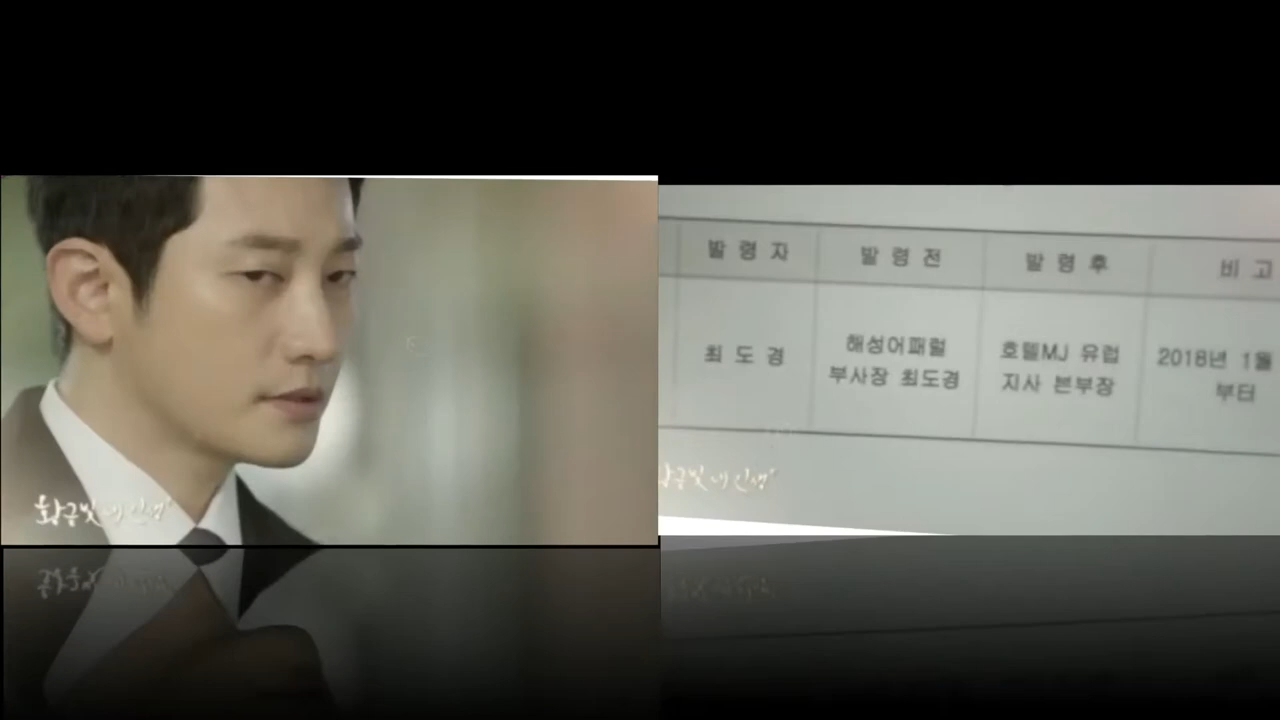 황금빛 내 인생
발 령 자 발 령 전 발 령 후 비 고
최 도 경 해성어패럴 호텔MJ 유럽 2018년 1월
부사장 최도경 지사 본부장 부터
황금빛 내 인생